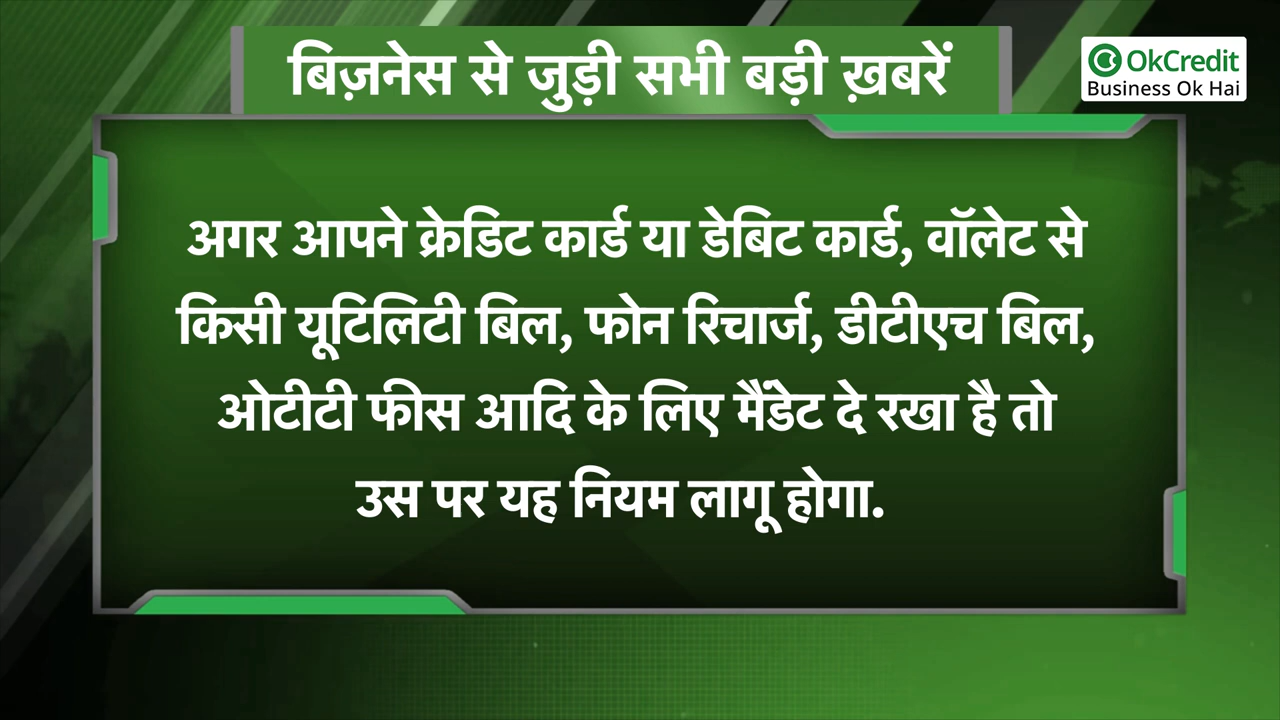 बिज़नेस से जुड़ी सभी बड़ी ख़बरें
OkCredit
Business Ok Hai
अगर आपने क्रेडिट कार्ड या डेबिट कार्ड, वॉलेट से
किसी यूटिलिटी बिल, फोन रिचार्ज, डीटीएच बिल,
ओटीटी फीस आदि के लिए मैंडेट दे रखा है तो
उस पर यह नियम लागू होगा.